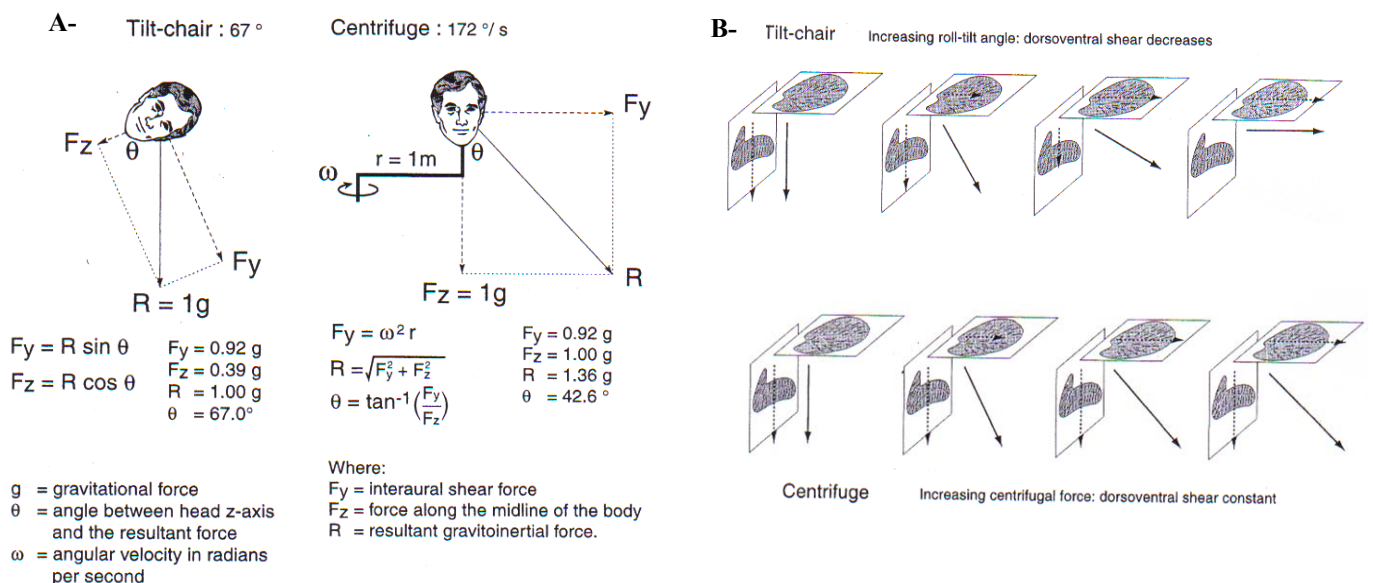 A- Tilt-chair : 67 °
Centrifuge : 172 °/ s
Fz
θ
Fy
R = 1g
Fy
θ
r = 1m
ω
R
Fz = 1g
Fy = R sin θ
Fz = R cos θ
Fy = 0.92 g
Fz = 0.39 g
R = 1.00 g
θ = 67.0°
Fy = ω² r
R = √Fy² + Fz²
θ = tan⁻¹(Fy/Fz)
Fy = 0.92 g
Fz = 1.00 g
R = 1.36 g
θ = 42.6 °
g = gravitational force
θ = angle between head z-axis
and the resultant force
ω = angular velocity in radians
per second
Where:
Fy = interaural shear force
Fz = force along the midline of the body
R = resultant gravitoinertial force.
B- Tilt-chair Increasing roll-tilt angle: dorsoventral shear decreases
Centrifuge Increasing centrifugal force: dorsoventral shear constant